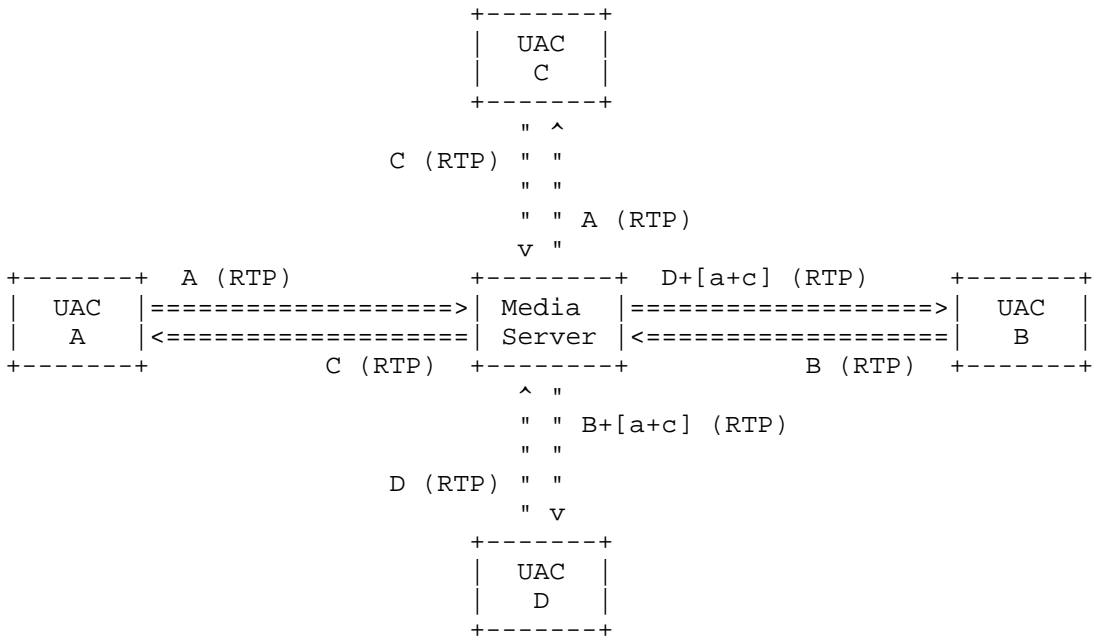 UAC
C
C (RTP)
A (RTP)
A (RTP)
D+[a+c] (RTP)
UAC Media UAC
A Server B
C (RTP)
B (RTP)
B+[a+c] (RTP)
D (RTP)
UAC
D